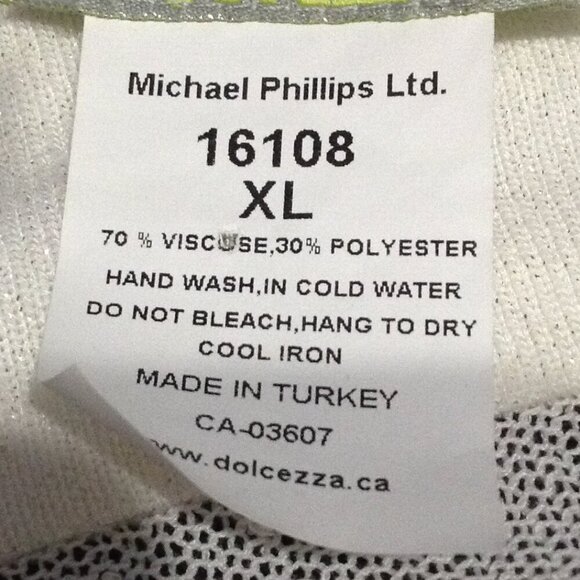 Michael Phillips Ltd.
16108
XL
70 % VISCOSE,30% POLYESTER
HAND WASH,IN COLD WATER
DO NOT BLEACH,HANG TO DRY
COOL IRON
MADE IN TURKEY
CA-03607
www.dolcezza.ca